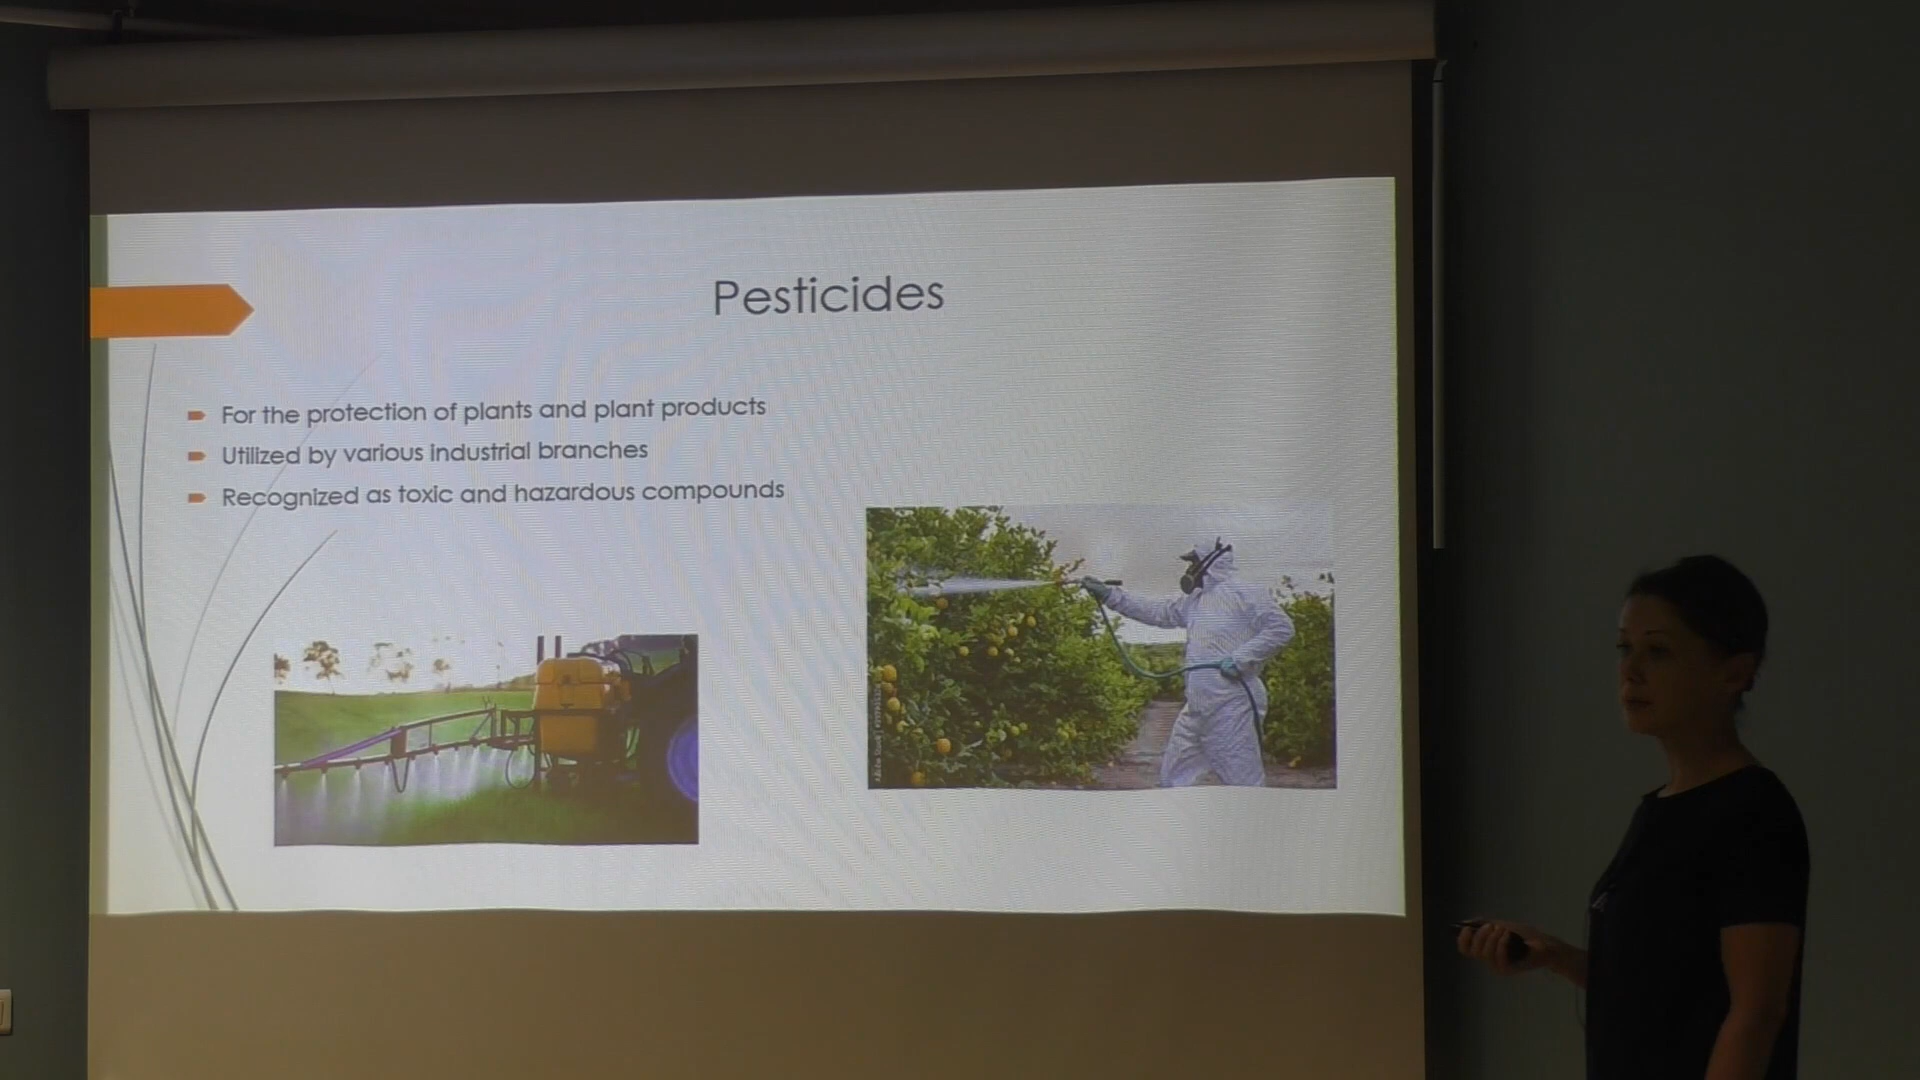 Pesticides
For the protection of plants and plant products
Utilized by various industrial branches
Recognized as toxic and hazardous compounds